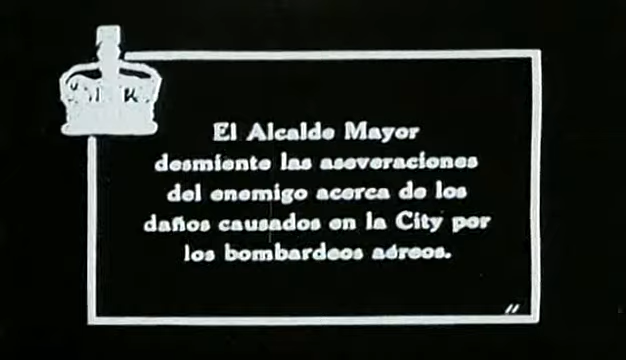 El Alcalde Mayor
desmiente las aseveraciones
del enemigo acerca de los
daños causados en la City por
los bombardeos aéreos.